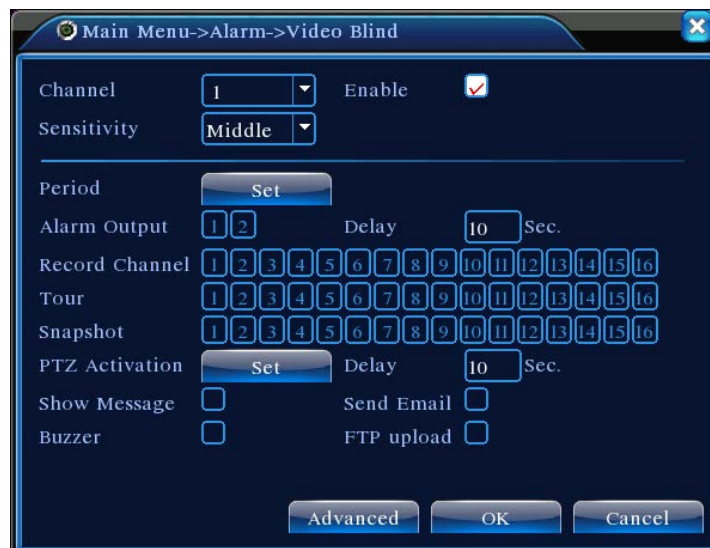 Main Menu->Alarm->Video Blind
Channel 1 Enable
Sensitivity Middle
Period Set
Alarm Output 1 2 Delay 10 Sec.
Record Channel 1 2 3 4 5 6 7 8 9 10 11 12 13 14 15 16
Tour 1 2 3 4 5 6 7 8 9 10 11 12 13 14 15 16
Snapshot 1 2 3 4 5 6 7 8 9 10 11 12 13 14 15 16
PTZ Activation Set Delay 10 Sec.
Show Message Send Email
Buzzer FTP upload
Advanced OK Cancel